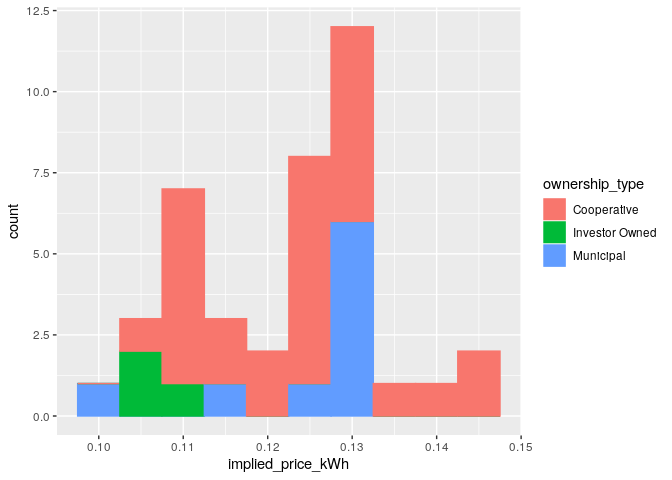 12.5
10.0
7.5
5.0
2.5
0.0
count
0.10 0.11 0.12 0.13 0.14 0.15
implied_price_kWh
ownership_type
Cooperative
Investor Owned
Municipal